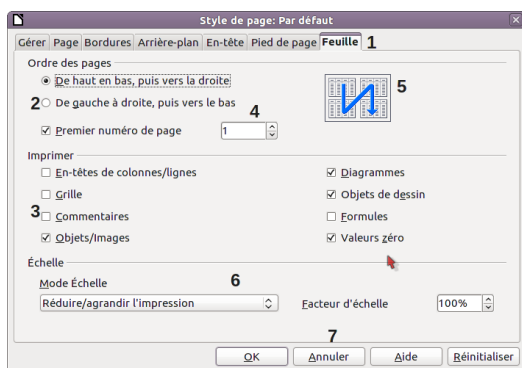 Style de page: Par défaut
Gérer Page Bordures Arrière-plan En-tête Pied de page Feuille 1
Ordre des pages
De haut en bas, puis vers la droite
5
2 De gauche à droite, puis vers le bas
4
Premier numéro de page 1
Imprimer
En-têtes de colonnes/lignes Diagrammes
Grille Objets de dessin
3 Commentaires Formules
Objets/Images Valeurs zéro
Échelle
Mode Échelle 6
Réduire/agrandir l'impression Facteur d'échelle 100%
7
OK Annuler Aide Réinitialiser